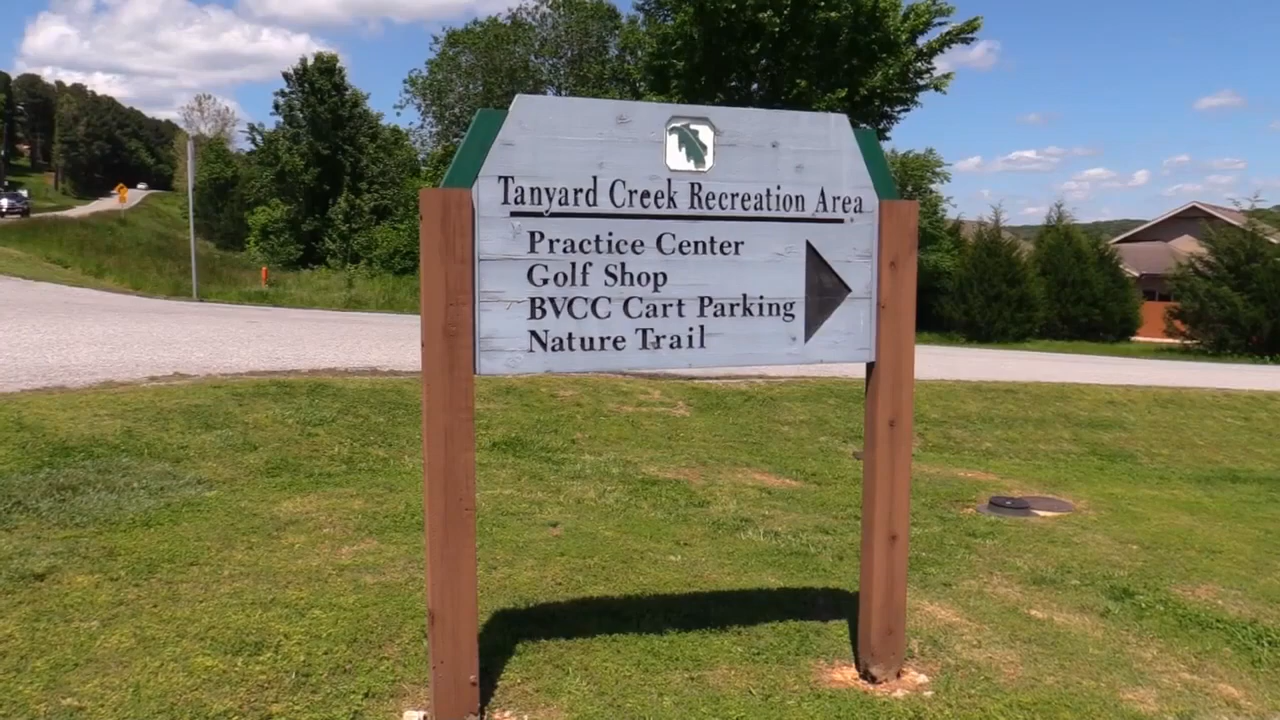 Tanyard Creek Recreation Area
Practice Center
Golf Shop
BVCC Cart Parking
Nature Trail